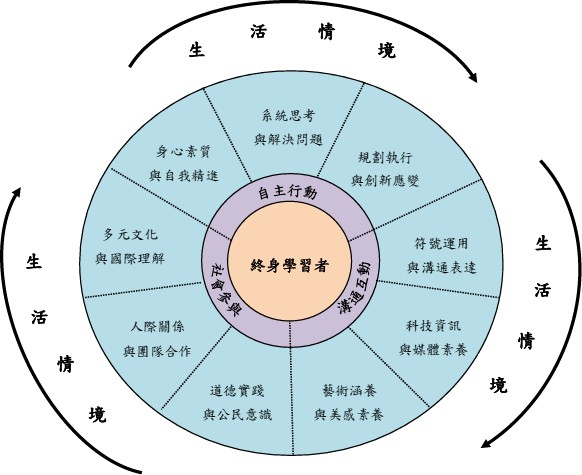 生活情境
系統思考
與解決問題
身心素質
與自我精進
規劃執行
與創新應變
自主行動
多元文化
與國際理解
終身學習者
符號運用
與溝通表達
生活情境
生活情境
社會參與
溝通互動
人際關係
與團隊合作
科技資訊
與媒體素養
道德實踐
與公民意識
藝術涵養
與美感素養